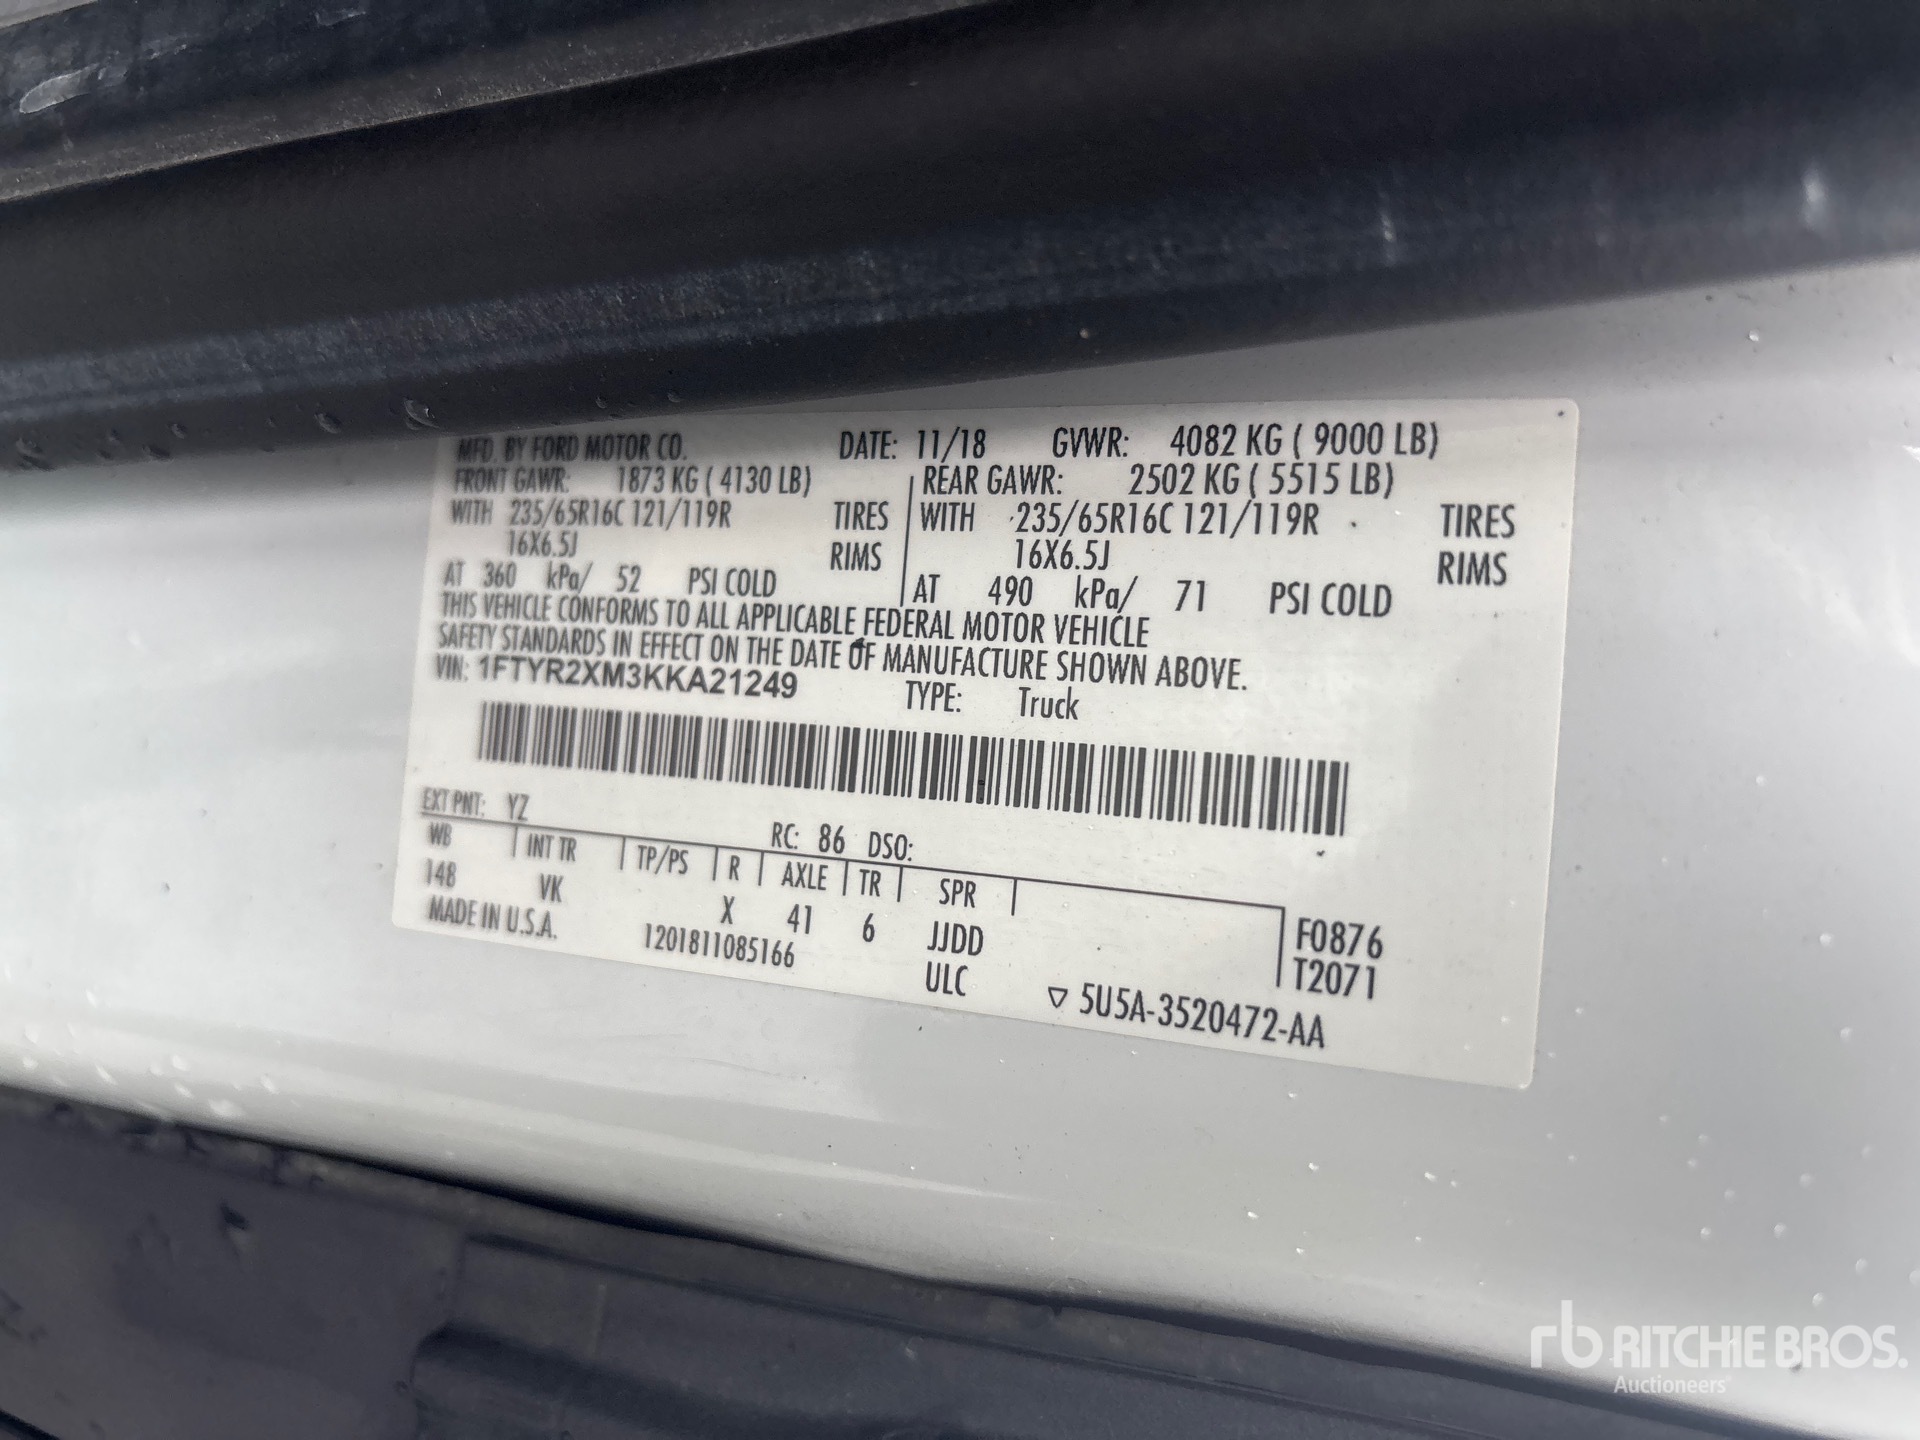 MFD. BY FORD MOTOR CO. DATE: 11/18 GVWR: 4082 KG ( 9000 LB)
FRONT GAWR: 1873 KG ( 4130 LB) REAR GAWR: 2502 KG ( 5515 LB)
WITH 235/65R16C 121/119R TIRES WITH 235/65R16C 121/119R TIRES
16X6.5J RIMS 16X6.5J RIMS
AT 360 kPa/ 52 PSI COLD AT 490 kPa/ 71 PSI COLD
THIS VEHICLE CONFORMS TO ALL APPLICABLE FEDERAL MOTOR VEHICLE
SAFETY STANDARDS IN EFFECT ON THE DATE OF MANUFACTURE SHOWN ABOVE.
VIN: 1FTYR2XM3KKA21249 TYPE: Truck
EXT PNT: YZ RC: 86 DSO:
WB INT TR TP/PS R AXLE TR SPR
148 VK X 41 6 JJDD F0876
MADE IN U.S.A. 1201811085166 ULC T2071
▽ 5U5A-3520472-AA
rb RITCHIE BROS.
Auctioneers